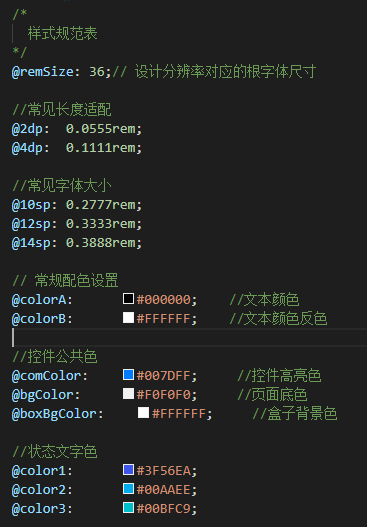 /*
样式规范表
*/
@remSize: 36;// 设计分辨率对应的根字体尺寸
//常见长度适配
@2dp: 0.0555rem;
@4dp: 0.1111rem;
//常见字体大小
@10sp: 0.2777rem;
@12sp: 0.3333rem;
@14sp: 0.3888rem;
// 常规配色设置
@colorA: #000000; //文本颜色
@colorB: #FFFFFF; //文本颜色反色
//控件公共色
@comColor: #007DFF; //控件高亮色
@bgColor: #F0F0F0; //页面底色
@boxBgColor: #FFFFFF; //盒子背景色
//状态文字色
@color1: #3F56EA;
@color2: #00AAEE;
@color3: #00BFC9;